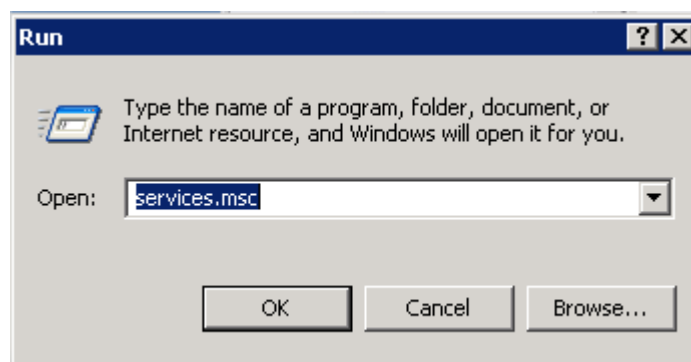 Run
Type the name of a program, folder, document, or
Internet resource, and Windows will open it for you.
Open: services.msc
OK Cancel Browse...